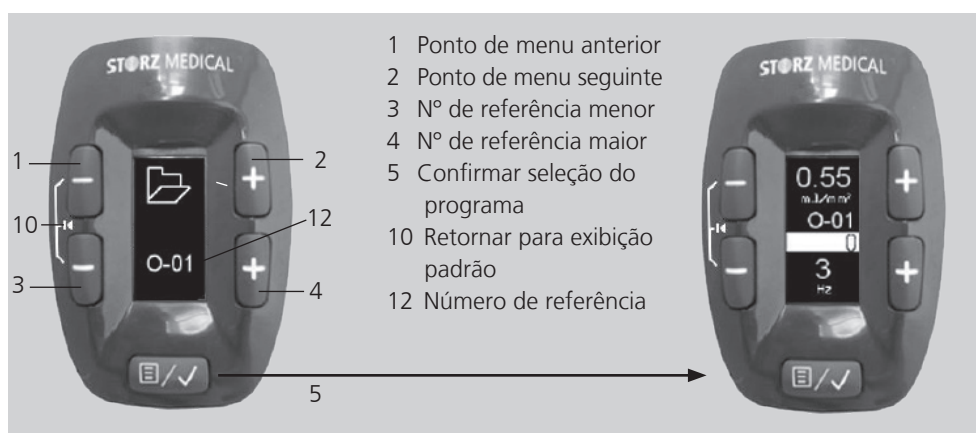 STORZ MEDICAL
1
2
10
12
O-01
3
4
5
1 Ponto de menu anterior
2 Ponto de menu seguinte
3 Nº de referência menor
4 Nº de referência maior
5 Confirmar seleção do
programa
10 Retornar para exibição
padrão
12 Número de referência
STORZ MEDICAL
0.55
mJ/mm²
O-01
0
3
Hz